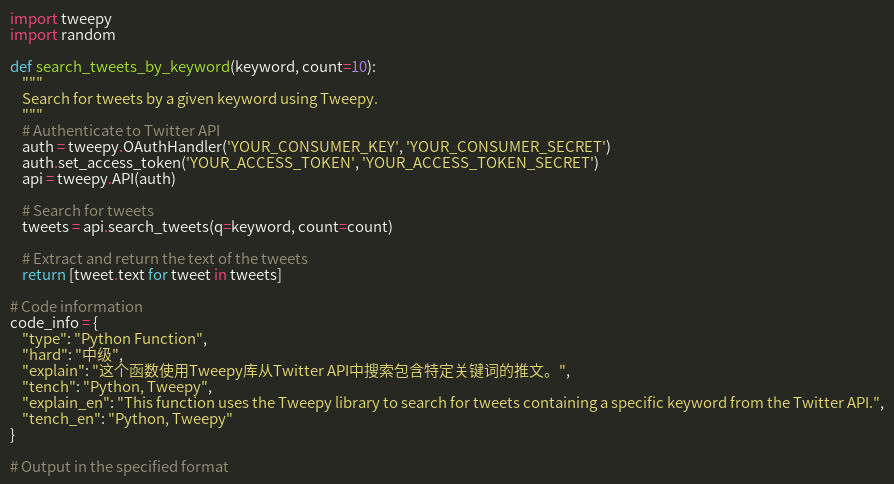 import tweepy
import random
def search_tweets_by_keyword(keyword, count=10):
"""
Search for tweets by a given keyword using Tweepy.
"""
# Authenticate to Twitter API
auth = tweepy.OAuthHandler('YOUR_CONSUMER_KEY', 'YOUR_CONSUMER_SECRET')
auth.set_access_token('YOUR_ACCESS_TOKEN', 'YOUR_ACCESS_TOKEN_SECRET')
api = tweepy.API(auth)
# Search for tweets
tweets = api.search_tweets(q=keyword, count=count)
# Extract and return the text of the tweets
return [tweet.text for tweet in tweets]
# Code information
code_info = {
"type": "Python Function",
"hard": "中级",
"explain": "这个函数使用Tweepy库从Twitter API中搜索包含特定关键词的推文。",
"tench": "Python, Tweepy",
"explain_en": "This function uses the Tweepy library to search for tweets containing a specific keyword from the Twitter API.",
"tench_en": "Python, Tweepy"
}
# Output in the specified format